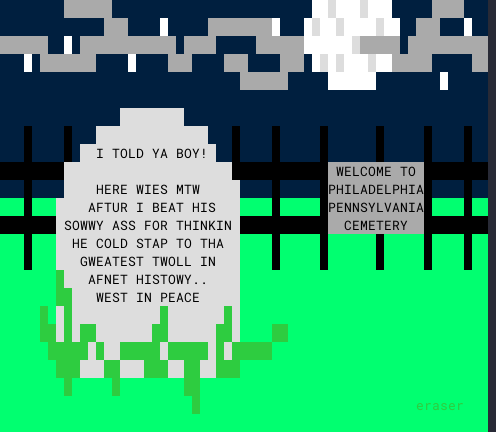 I TOLD YA BOY!
HERE WIES MTW
AFTUR I BEAT HIS
SOWWY ASS FOR THINKIN
HE COLD STAP TO THA
GWEATEST TWOLL IN
AFNET HISTOWY..
WEST IN PEACE
WELCOME TO
PHILADELPHIA
PENNSYLVANIA
CEMETERY
eraser